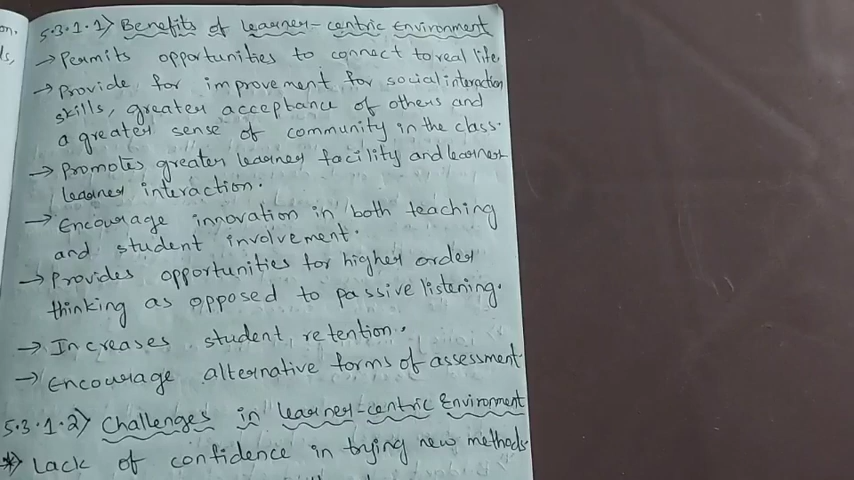 on.
s,
5.3.1.1) Benefits of learner-centric Environment
→ Permits opportunities to connect to real life.
→ Provide for improvement for social interaction
skills, greater acceptance of others and
a greater sense of community in the class.
→ Promotes greater learner facility and learner
learner interaction.
→ Encourage innovation in both teaching
and student involvement.
→ Provides opportunities for higher order
thinking as opposed to passive listening.
→ Increases student retention.
→ Encourage alternative forms of assessment.
5.3.1.2) Challenges in learner-centric Environment
*) Lack of confidence in trying new methods.